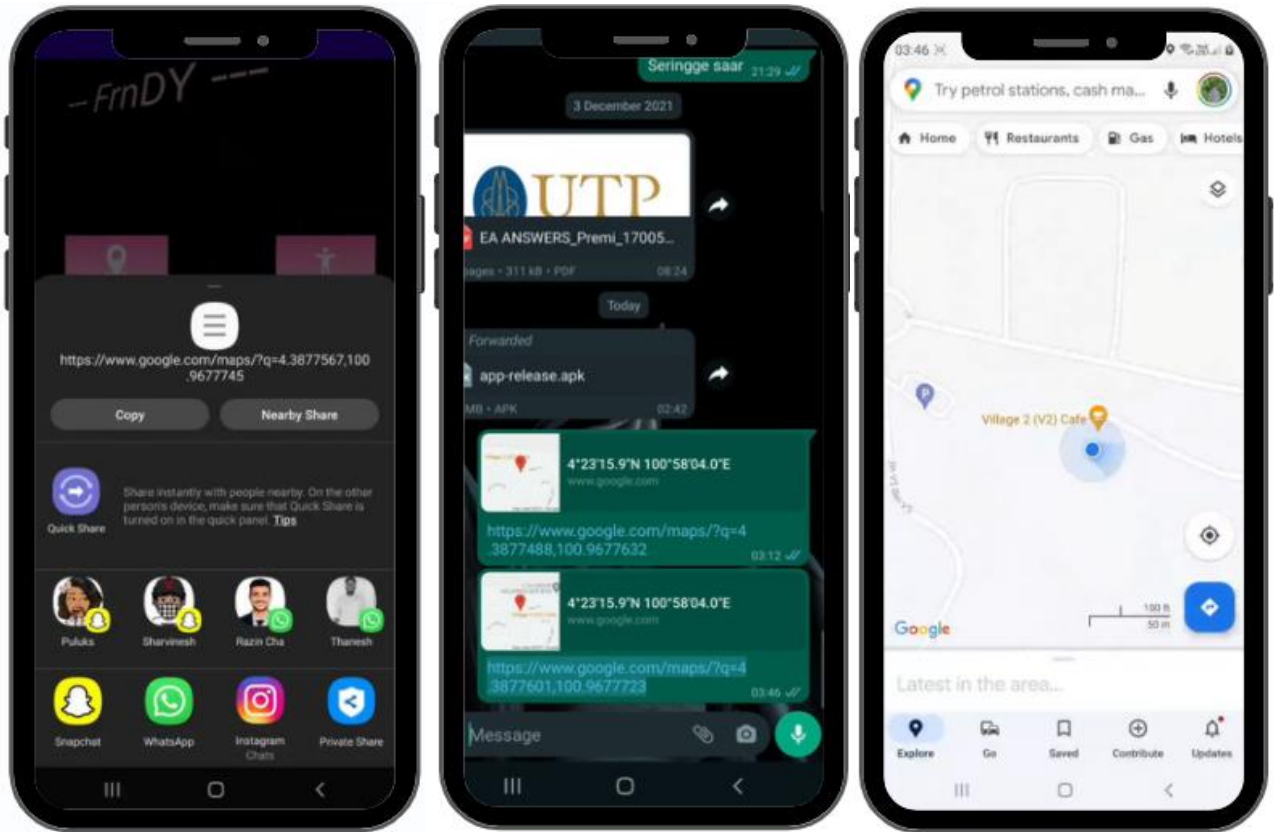 - FrnDY ---
https://www.google.com/maps/?q=4.3877567,100
.9677745
Copy
Nearby Share
Quick Share
Share instantly with people nearby. On the other
person's device, make sure that Quick Share is
turned on in the quick panel. Tips
Puluks
Sharvinesh
Razin Cha
Thanesh
Snapchat
WhatsApp
Instagram
Chats
Private Share
Seringge saar 21:29
3 December 2021
UTP
EA ANSWERS_Premi_17005...
pages • 311 kB • PDF 08:24
Today
Forwarded
app-release.apk
MB • APK 02:42
4°23'15.9"N 100°58'04.0"E
www.google.com
https://www.google.com/maps/?q=4
.3877488,100.9677632 03:12
4°23'15.9"N 100°58'04.0"E
www.google.com
https://www.google.com/maps/?q=4
.3877601,100.9677723 03:46
Message
03:46
Try petrol stations, cash ma...
Home
Restaurants
Gas
Hotels
P
Village 2 (V2) Cafe
100 ft
50 m
Google
Latest in the area...
Explore
Go
Saved
Contribute
Updates